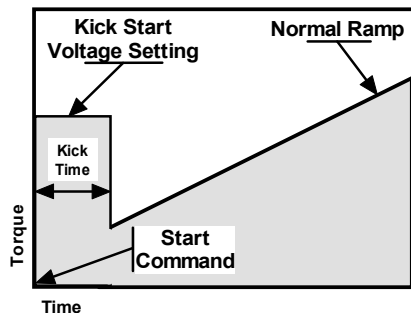 Kick Start
Voltage Setting
Normal Ramp
Kick
Time
Start
Command
Torque
Time